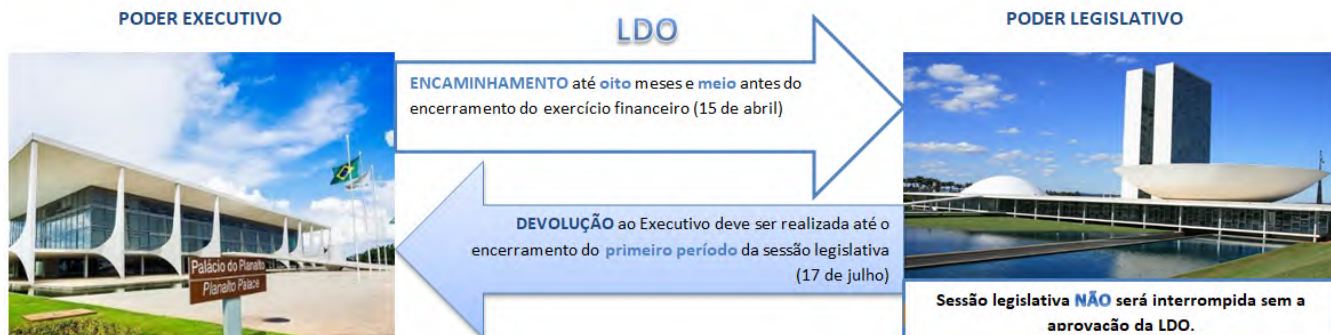 PODER EXECUTIVO
LDO
PODER LEGISLATIVO
ENCAMINHAMENTO até oito meses e meio antes do
encerramento do exercício financeiro (15 de abril)
DEVOLUÇÃO ao Executivo deve ser realizada até o
encerramento do primeiro período da sessão legislativa
(17 de julho)
Palácio do Planalto
Planalto Palace
Sessão legislativa NÃO será interrompida sem a
aprovação da LDO.